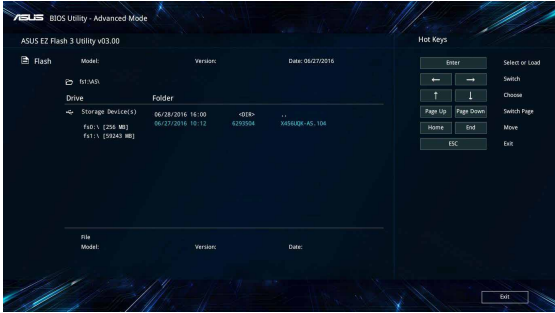 ASUS BIOS Utility - Advanced Mode
ASUS EZ Flash 3 Utility v03.00
Flash Model: Version: Date: 06/27/2016
fs1:\A5\
Drive Folder
Storage Device(s) 06/28/2016 16:00 <DIR> ..
06/27/2016 10:12 6293504 X456UQK-AS.104
fs0:\ [256 MB]
fs1:\ [59243 MB]
File
Model: Version: Date:
Hot Keys
Enter Select or Load
← → Switch
↑ ↓ Choose
Page Up Page Down Switch Page
Home End Move
ESC Exit
Exit